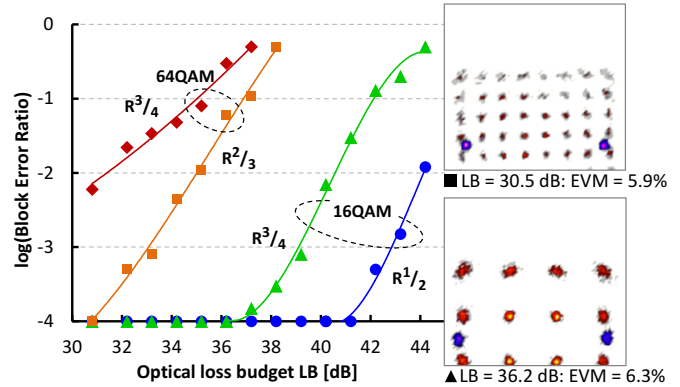 0
-1
-2
-3
-4
log(Block Error Ratio)
30 32 34 36 38 40 42 44
Optical loss budget LB [dB]
64QAM
R³/₄
R²/₃
16QAM
R³/₄
R¹/₂
■ LB = 30.5 dB: EVM = 5.9%
▲ LB = 36.2 dB: EVM = 6.3%